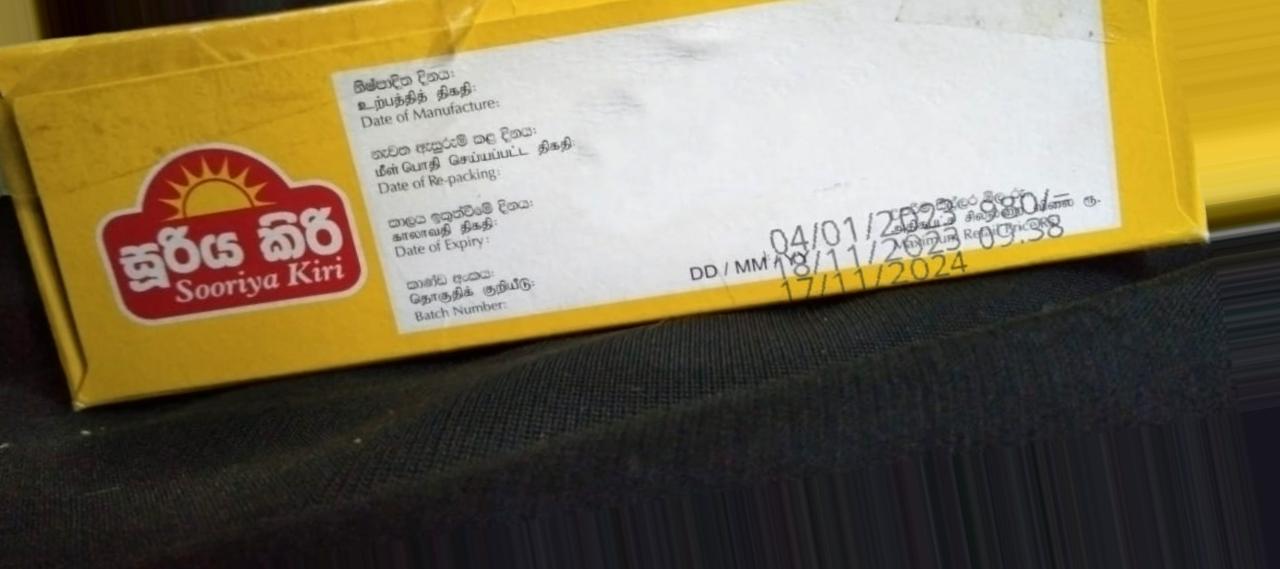 සූරිය කිරි
Sooriya Kiri
නිෂ්පාදිත දිනය:
உற்பத்தித் திகதி:
Date of Manufacture:
නැවත ඇසුරුම් කළ දිනය:
மீள் பொதி செய்யப்பட்ட திகதி:
Date of Re-packing:
කාලය ඉකුත්වීමේ දිනය:
காலாவதி திகதி:
Date of Expiry:
කාණ්ඩ අංකය:
தொகுதிக் குறியீடு:
Batch Number:
DD / MM / YY
04/01/2023 980/=
18/11/2023 09.38
17/11/2024
Maximum Retail Price